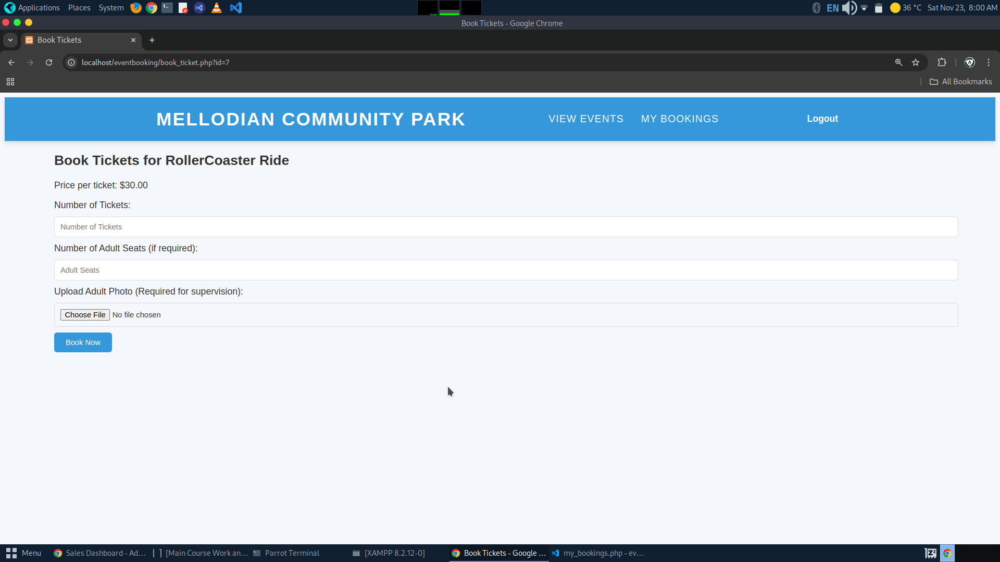 Applications Places System EN 36 °C Sat Nov 23, 8:00 AM
Book Tickets - Google Chrome
Book Tickets
localhost/eventbooking/book_ticket.php?id=7
All Bookmarks
MELLODIAN COMMUNITY PARK VIEW EVENTS MY BOOKINGS Logout
Book Tickets for RollerCoaster Ride
Price per ticket: $30.00
Number of Tickets:
Number of Tickets
Number of Adult Seats (if required):
Adult Seats
Upload Adult Photo (Required for supervision):
Choose File No file chosen
Book Now
Menu Sales Dashboard - Ad... [Main Course Work an... Parrot Terminal [XAMPP 8.2.12-0] Book Tickets - Google ... my_bookings.php - ev...